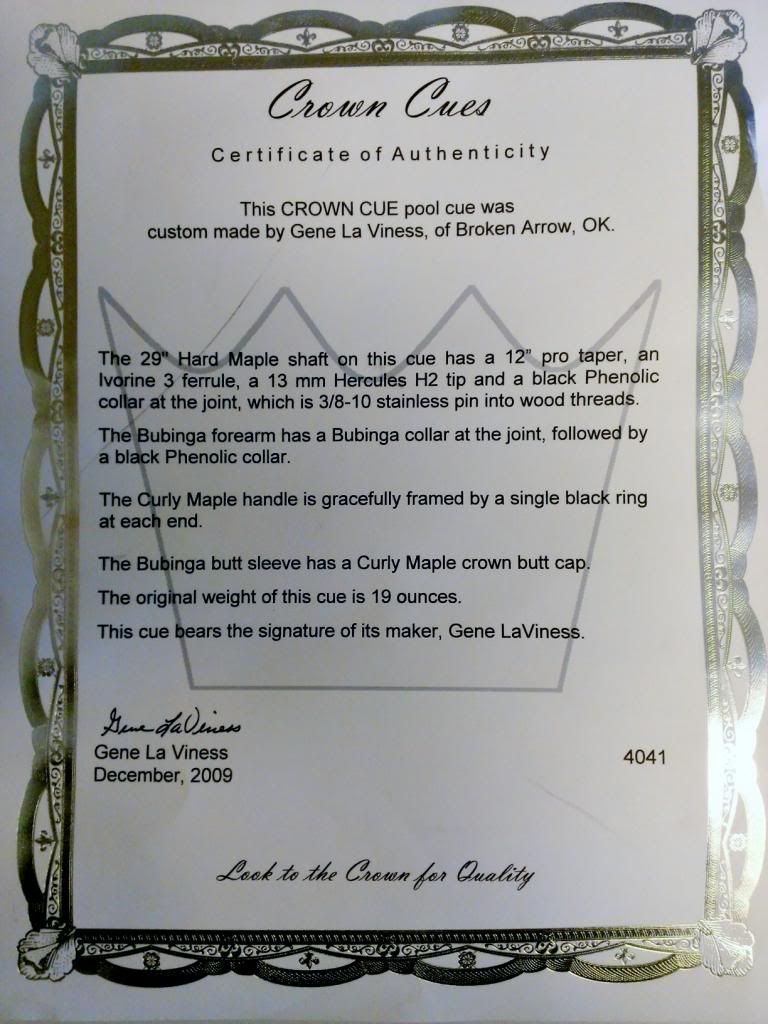 Crown Cues
Certificate of Authenticity
This CROWN CUE pool cue was
custom made by Gene La Viness, of Broken Arrow, OK.
The 29" Hard Maple shaft on this cue has a 12” pro taper, an
Ivorine 3 ferrule, a 13 mm Hercules H2 tip and a black Phenolic
collar at the joint, which is 3/8-10 stainless pin into wood threads.
The Bubinga forearm has a Bubinga collar at the joint, followed by
a black Phenolic collar.
The Curly Maple handle is gracefully framed by a single black ring
at each end.
The Bubinga butt sleeve has a Curly Maple crown butt cap.
The original weight of this cue is 19 ounces.
This cue bears the signature of its maker, Gene LaViness.
Gene LaViness
Gene La Viness
December, 2009
4041
Look to the Crown for Quality